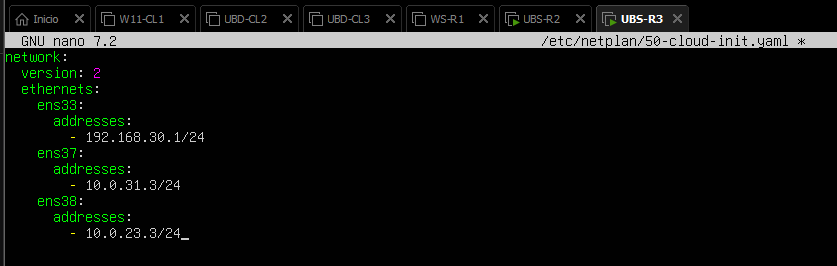 Inicio W11-CL1 UBD-CL2 UBD-CL3 WS-R1 UBS-R2 UBS-R3
GNU nano 7.2 /etc/netplan/50-cloud-init.yaml *
network:
  version: 2
  ethernets:
    ens33:
      addresses:
        - 192.168.30.1/24
    ens37:
      addresses:
        - 10.0.31.3/24
    ens38:
      addresses:
        - 10.0.23.3/24